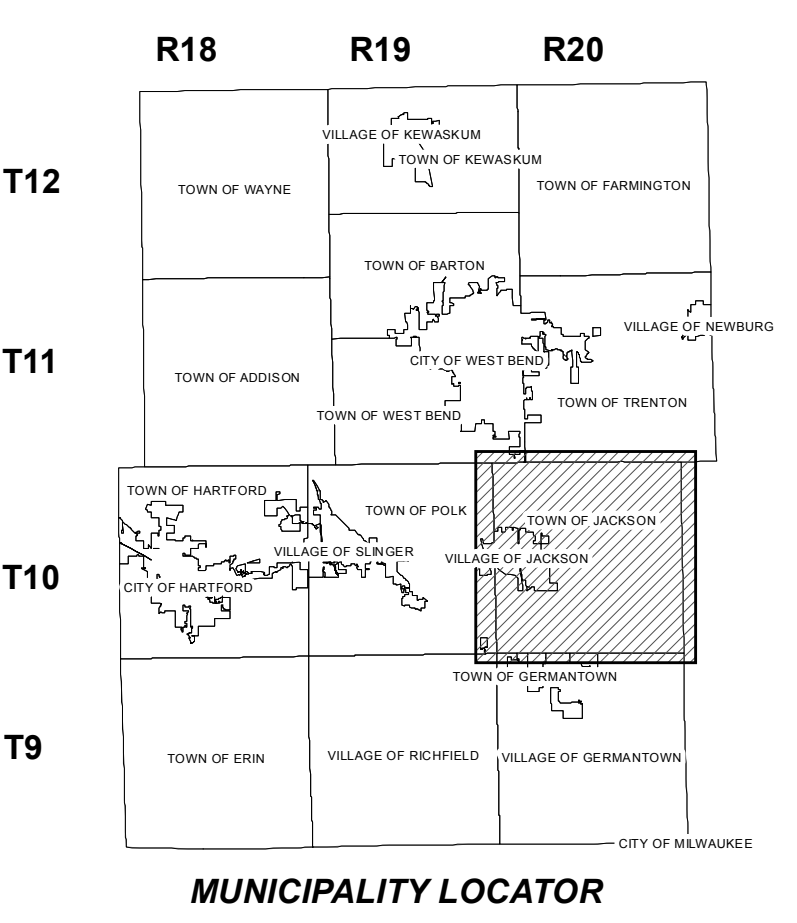 R18 R19 R20
T12
VILLAGE OF KEWASKUM
TOWN OF KEWASKUM
TOWN OF WAYNE
TOWN OF FARMINGTON
TOWN OF BARTON
VILLAGE OF NEWBURG
T11
CITY OF WEST BEND
TOWN OF ADDISON
TOWN OF WEST BEND
TOWN OF TRENTON
TOWN OF HARTFORD
TOWN OF POLK
TOWN OF JACKSON
VILLAGE OF SLINGER
VILLAGE OF JACKSON
T10
CITY OF HARTFORD
TOWN OF GERMANTOWN
T9
TOWN OF ERIN
VILLAGE OF RICHFIELD
VILLAGE OF GERMANTOWN
CITY OF MILWAUKEE
MUNICIPALITY LOCATOR